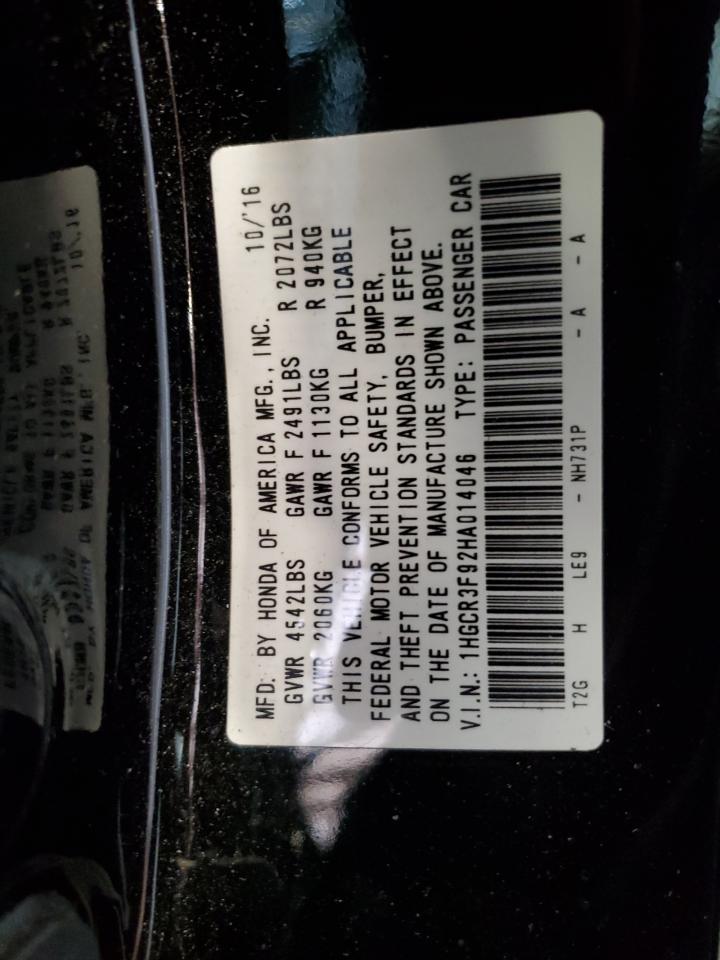 MFD. BY HONDA OF AMERICA MFG., INC. 10/'16
GVWR 4542LBS GAWR F 2491LBS R 2072LBS
GVWR 2060KG GAWR F 1130KG R 940KG
THIS VEHICLE CONFORMS TO ALL APPLICABLE
FEDERAL MOTOR VEHICLE SAFETY, BUMPER,
AND THEFT PREVENTION STANDARDS IN EFFECT
ON THE DATE OF MANUFACTURE SHOWN ABOVE.
V.I.N.: 1HGCR3F92HA014046 TYPE: PASSENGER CAR
T2G H LE9 - NH731P - A - A